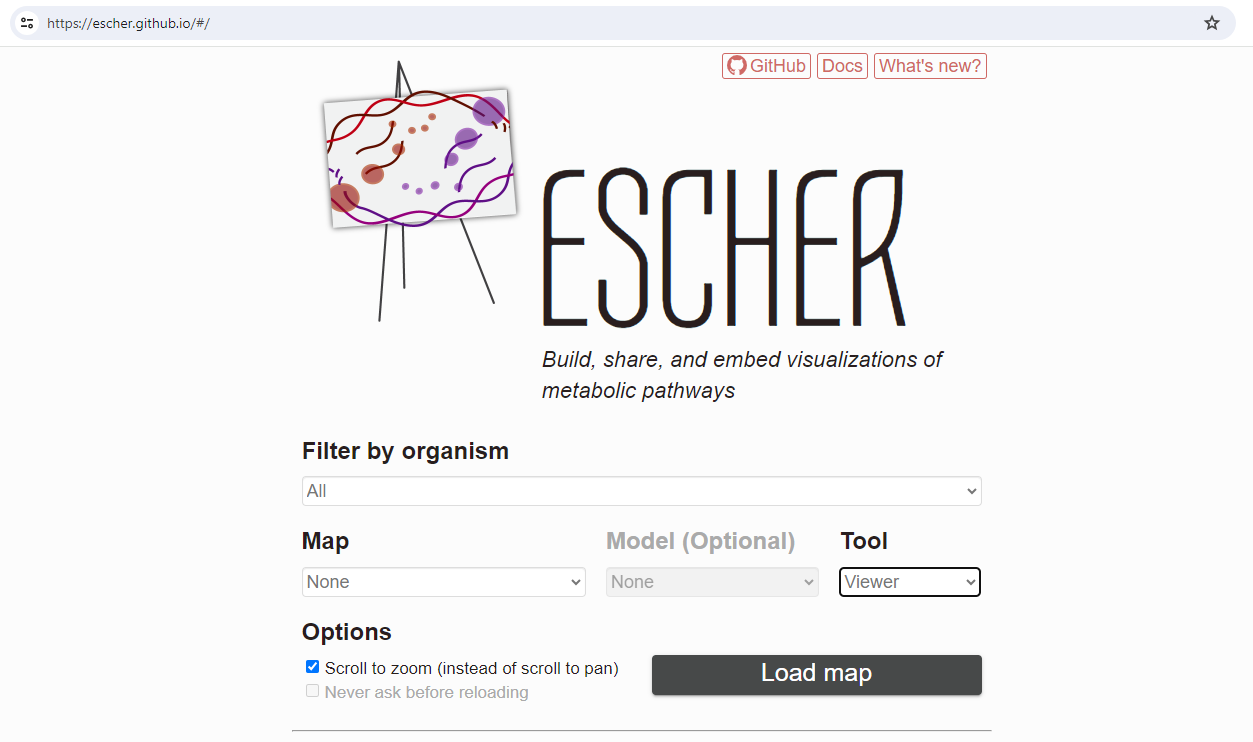 https://escher.github.io/#/
GitHub Docs What's new?
ESCHER
Build, share, and embed visualizations of
metabolic pathways
Filter by organism
All
Map Model (Optional) Tool
None None Viewer
Options
Scroll to zoom (instead of scroll to pan)
Load map
Never ask before reloading